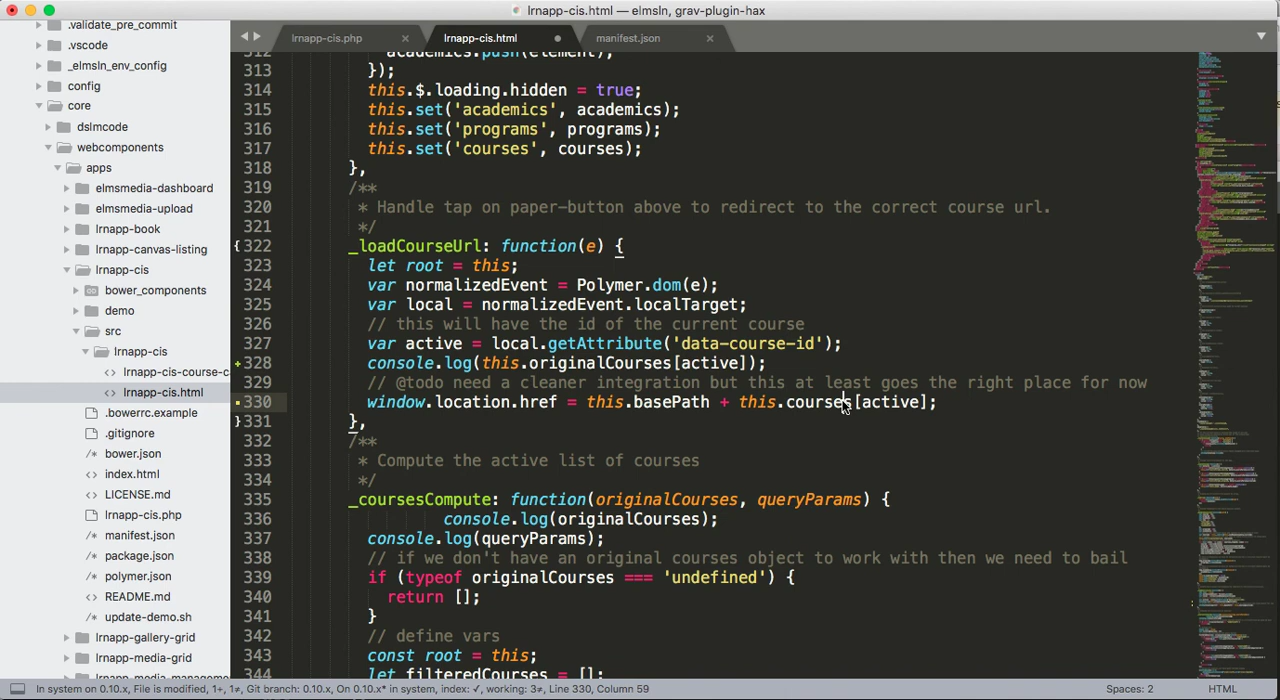 lrnapp-cis.html — elmsln, grav-plugin-hax
.validate_pre_commit
.vscode
_elmsln_env_config
config
core
dslmcode
webcomponents
apps
elmsmedia-dashboard
elmsmedia-upload
lrnapp-book
lrnapp-canvas-listing
lrnapp-cis
bower_components
demo
src
lrnapp-cis
lrnapp-cis-course-c
lrnapp-cis.html
.bowerrc.example
.gitignore
bower.json
index.html
LICENSE.md
lrnapp-cis.php
manifest.json
package.json
polymer.json
README.md
update-demo.sh
lrnapp-gallery-grid
lrnapp-media-grid
lrnapp-media-manager
lrnapp-cis.php × lrnapp-cis.html manifest.json ×
312 academics.push(element);
313 });
314 this.$.loading.hidden = true;
315 this.set('academics', academics);
316 this.set('programs', programs);
317 this.set('courses', courses);
318 },
319 /**
320 * Handle tap on paper-button above to redirect to the correct course url.
321 */
{322 _loadCourseUrl: function(e) {
323 let root = this;
324 var normalizedEvent = Polymer.dom(e);
325 var local = normalizedEvent.localTarget;
326 // this will have the id of the current course
327 var active = local.getAttribute('data-course-id');
328 console.log(this.originalCourses[active]);
329 // @todo need a cleaner integration but this at least goes the right place for now
330 window.location.href = this.basePath + this.courses[active];
}331 },
332 /**
333 * Compute the active list of courses
334 */
335 _coursesCompute: function(originalCourses, queryParams) {
336 console.log(originalCourses);
337 console.log(queryParams);
338 // if we don't have an original courses object to work with then we need to bail
339 if (typeof originalCourses === 'undefined') {
340 return [];
341 }
342 // define vars
343 const root = this;
344 let filteredCourses = [];
In system on 0.10.x, File is modified, 1+, 1≠, Git branch: 0.10.x, On 0.10.x* in system, index: ✓, working: 3≠, Line 330, Column 59 Spaces: 2 HTML